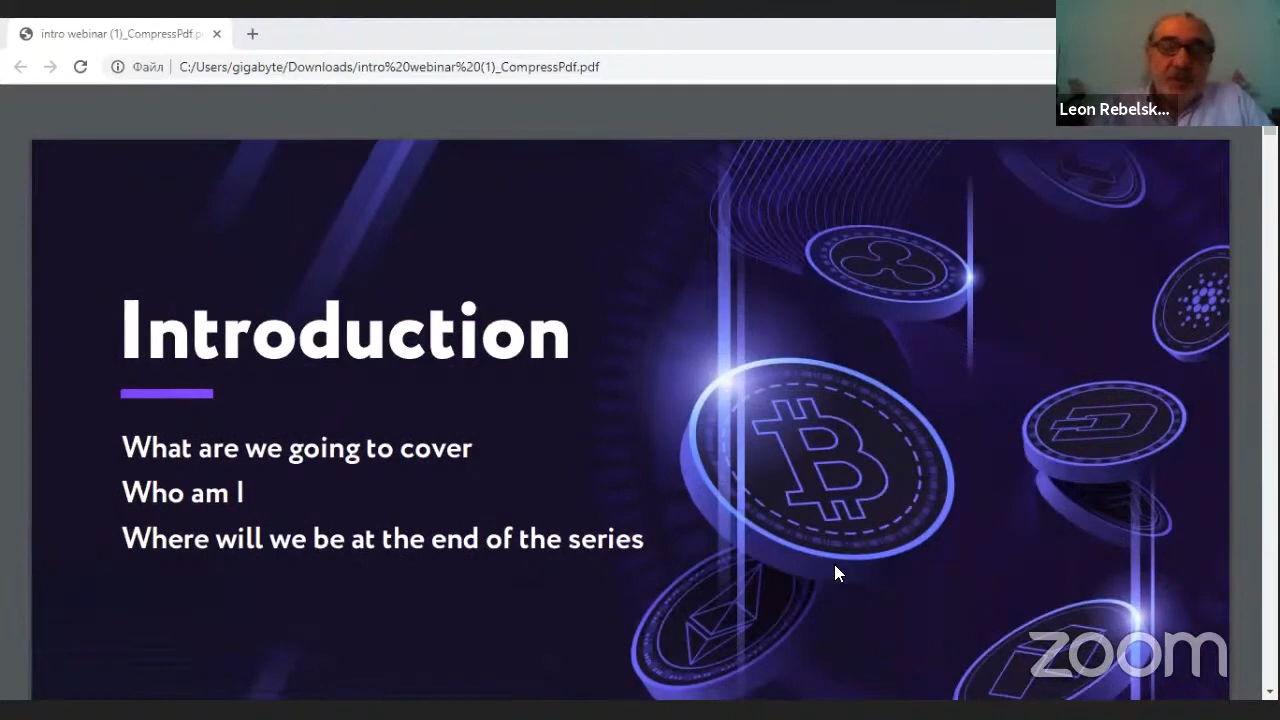 intro webinar (1)_CompressPdf.p
Файл
C:/Users/gigabyte/Downloads/intro%20webinar%20(1)_CompressPdf.pdf
Leon Rebelsk...
Introduction
What are we going to cover
Who am I
Where will we be at the end of the series
zoom